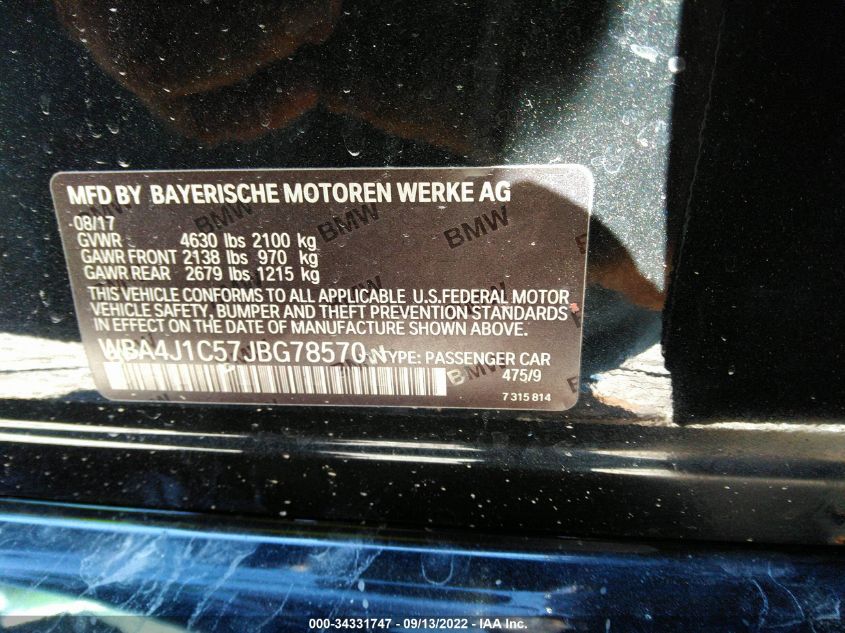 MFD BY BAYERISCHE MOTOREN WERKE AG
08/17
GVWR 4630 lbs 2100 kg
GAWR FRONT 2138 lbs 970 kg
GAWR REAR 2679 lbs 1215 kg
THIS VEHICLE CONFORMS TO ALL APPLICABLE U.S.FEDERAL MOTOR
VEHICLE SAFETY, BUMPER AND THEFT PREVENTION STANDARDS
IN EFFECT ON THE DATE OF MANUFACTURE SHOWN ABOVE.
WBA4J1C57JBG78570 TYPE: PASSENGER CAR
475/9
7 315 814
BMW
BMW
BMW
BMW
000-34331747 - 09/13/2022 - IAA Inc.